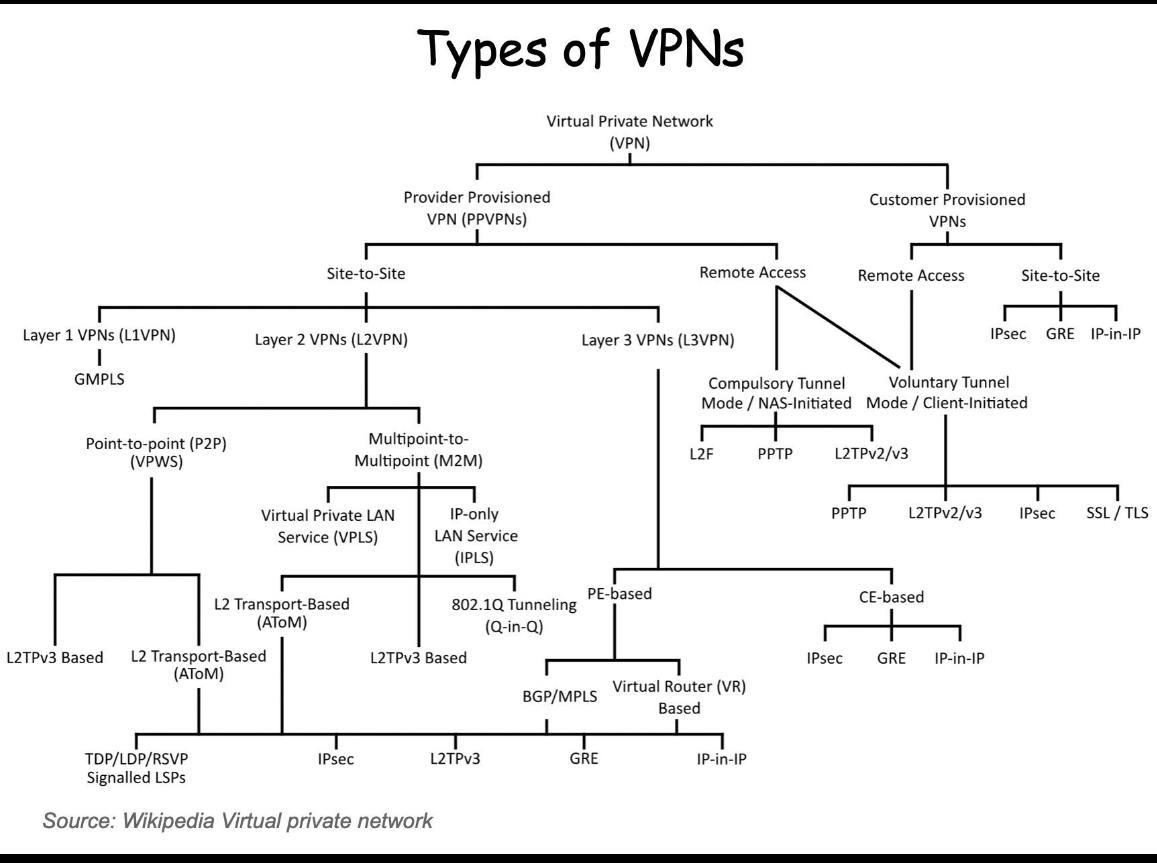 Types of VPNs
Virtual Private Network
(VPN)
Provider Provisioned
VPN (PPVPNs)
Customer Provisioned
VPNs
Site-to-Site
Remote Access
Remote Access
Site-to-Site
Layer 1 VPNs (L1VPN)
Layer 2 VPNs (L2VPN)
Layer 3 VPNs (L3VPN)
IPsec
GRE
IP-in-IP
GMPLS
Compulsory Tunnel
Mode / NAS-Initiated
Voluntary Tunnel
Mode / Client-Initiated
Point-to-point (P2P)
(VPWS)
Multipoint-to-
Multipoint (M2M)
L2F
PPTP
L2TPv2/v3
Virtual Private LAN
Service (VPLS)
IP-only
LAN Service
(IPLS)
PPTP
L2TPv2/v3
IPsec
SSL / TLS
L2 Transport-Based
(AToM)
802.1Q Tunneling
(Q-in-Q)
PE-based
CE-based
L2TPv3 Based
L2 Transport-Based
(AToM)
L2TPv3 Based
IPsec
GRE
IP-in-IP
BGP/MPLS
Virtual Router (VR)
Based
TDP/LDP/RSVP
Signalled LSPs
IPsec
L2TPv3
GRE
IP-in-IP
Source: Wikipedia Virtual private network